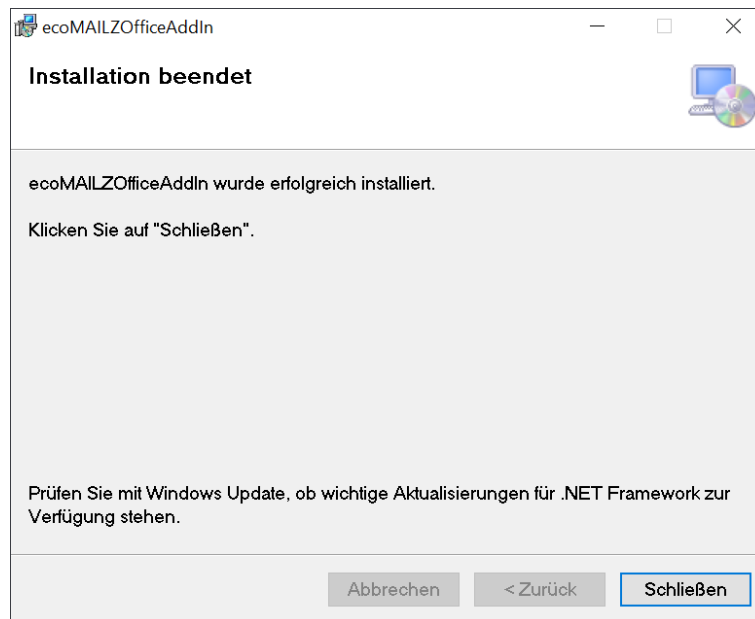 ecoMAILZOfficeAddIn
Installation beendet
ecoMAILZOfficeAddIn wurde erfolgreich installiert.
Klicken Sie auf "Schließen".
Prüfen Sie mit Windows Update, ob wichtige Aktualisierungen für .NET Framework zur
Verfügung stehen.
Abbrechen
< Zurück
Schließen